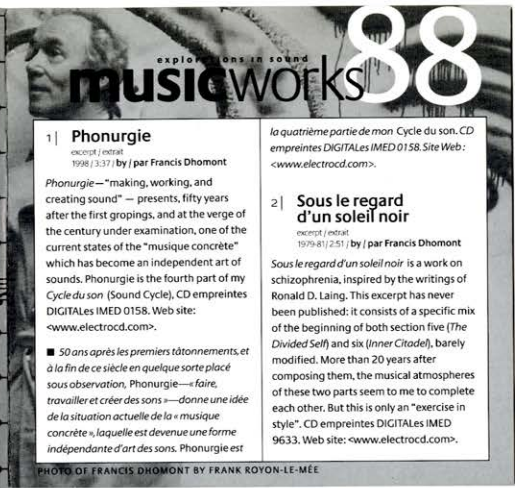 explorations in sound
musicworks 88
1| Phonurgie
excerpt / extrait
1998 / 3:37 / by / par Francis Dhomont
Phonurgie—“making, working, and
creating sound” — presents, fifty years
after the first gropings, and at the verge of
the century under examination, one of the
current states of the “musique concrète”
which has become an independent art of
sounds. Phonurgie is the fourth part of my
Cycle du son (Sound Cycle), CD empreintes
DIGITALes IMED 0158. Web site:
<www.electrocd.com>.
■ 50 ans après les premiers tâtonnements, et
à la fin de ce siècle en quelque sorte placé
sous observation, Phonurgie—« faire,
travailler et créer des sons »—donne une idée
de la situation actuelle de la « musique
concrète », laquelle est devenue une forme
indépendante d'art des sons. Phonurgie est
la quatrième partie de mon Cycle du son. CD
empreintes DIGITALes IMED 0158. Site Web :
<www.electrocd.com>.
2| Sous le regard
d'un soleil noir
excerpt / extrait
1979-81 / 2:51 / by / par Francis Dhomont
Sous le regard d'un soleil noir is a work on
schizophrenia, inspired by the writings of
Ronald D. Laing. This excerpt has never
been published: it consists of a specific mix
of the beginning of both section five (The
Divided Self) and six (Inner Citadel), barely
modified. More than 20 years after
composing them, the musical atmospheres
of these two parts seem to me to complete
each other. But this is only an “exercise in
style”. CD empreintes DIGITALes IMED
9633. Web site: <www.electrocd.com>.
PHOTO OF FRANCIS DHOMONT BY FRANK ROYON-LE-MÉE